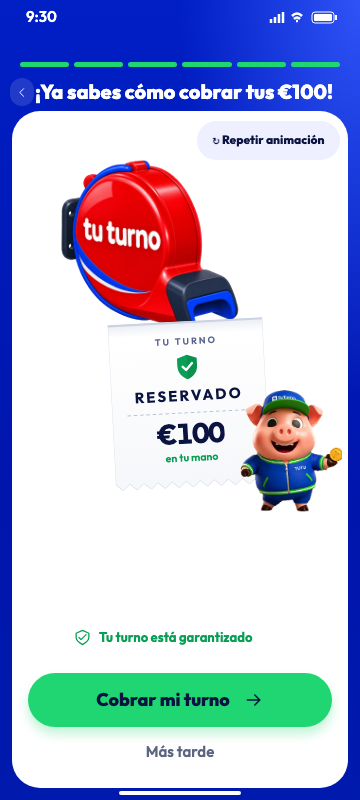 9:30
¡Ya sabes cómo cobrar tus €100!
↻ Repetir animación
tu turno
TU TURNO
RESERVADO
€100
en tu mano
TUTU
Tu turno está garantizado
Cobrar mi turno →
Más tarde